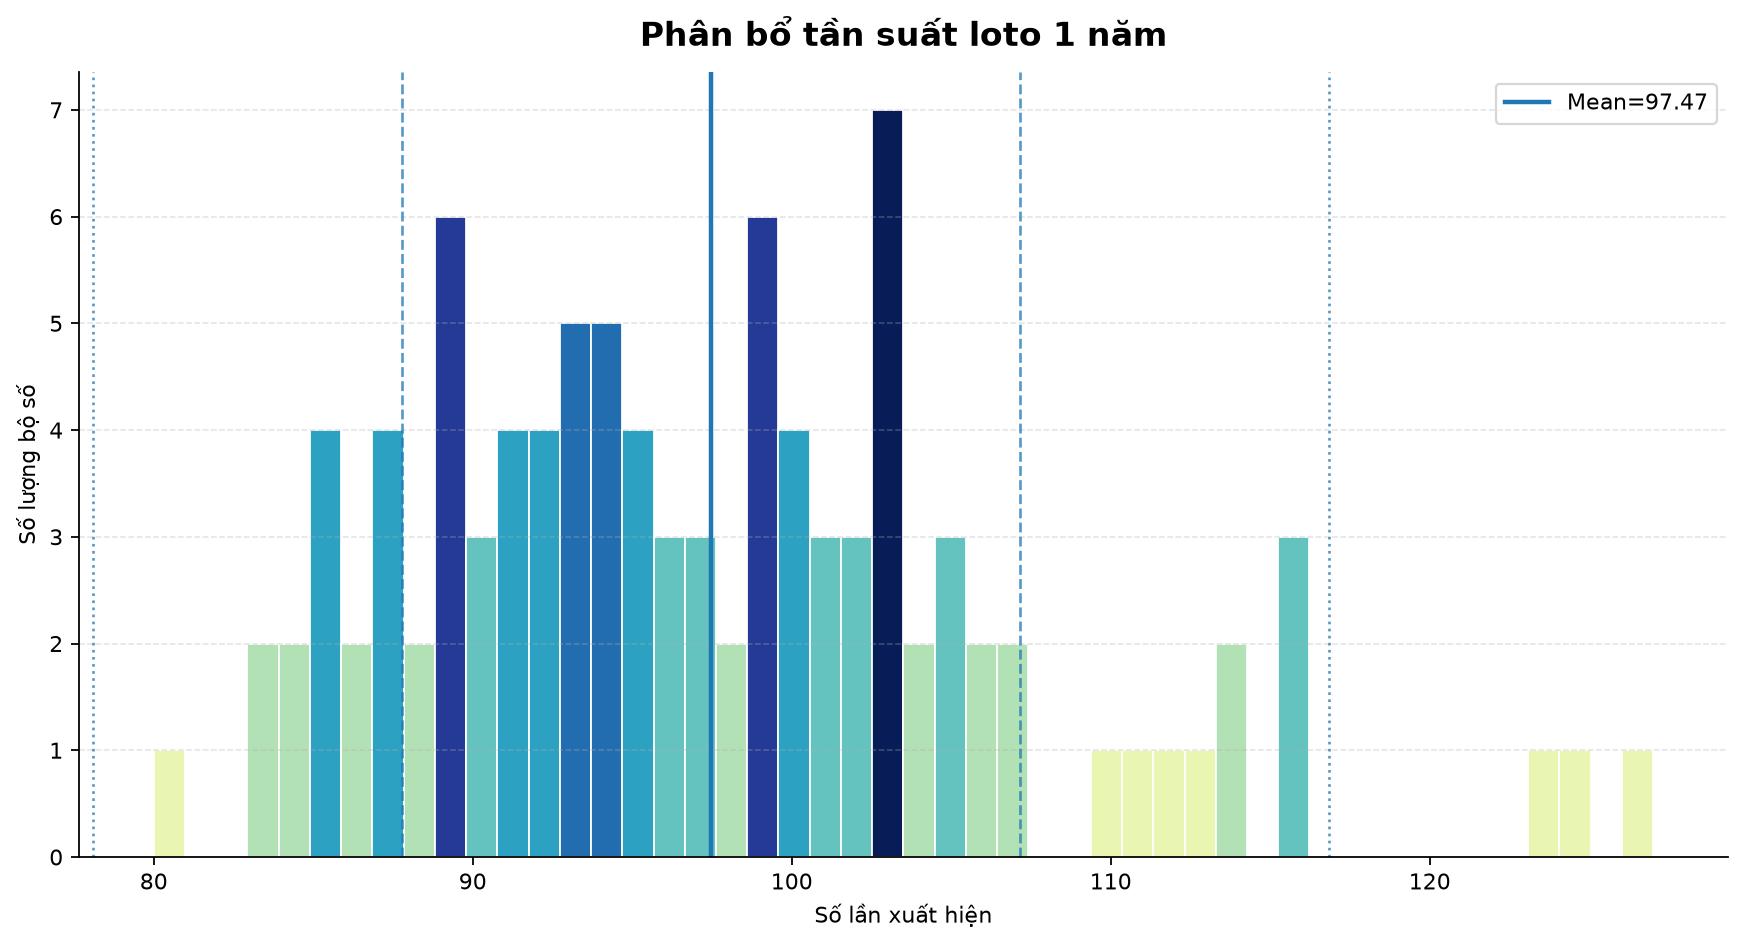 Phân bổ tần suất loto 1 năm
Mean=97.47
Số lượng bộ số
7
6
5
4
3
2
1
0
80 90 100 110 120
Số lần xuất hiện